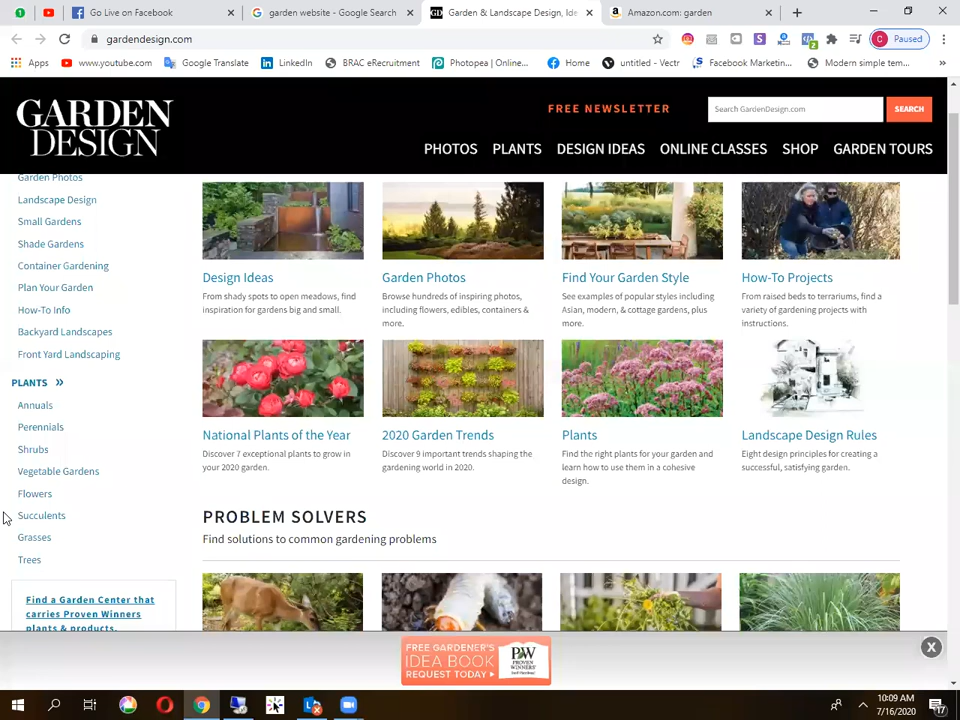 Go Live on Facebook
garden website - Google Search
GD Garden & Landscape Design, Ide
Amazon.com: garden
gardendesign.com
Paused
Apps
www.youtube.com
Google Translate
LinkedIn
BRAC eRecruitment
Photopea | Online...
Home
untitled - Vectr
Facebook Marketin...
Modern simple tem...
GARDEN
DESIGN
FREE NEWSLETTER
Search GardenDesign.com
SEARCH
PHOTOS
PLANTS
DESIGN IDEAS
ONLINE CLASSES
SHOP
GARDEN TOURS
Garden Photos
Landscape Design
Small Gardens
Shade Gardens
Container Gardening
Plan Your Garden
How-To Info
Backyard Landscapes
Front Yard Landscaping
PLANTS »
Annuals
Perennials
Shrubs
Vegetable Gardens
Flowers
Succulents
Grasses
Trees
Find a Garden Center that
carries Proven Winners
plants & products.
Design Ideas
From shady spots to open meadows, find
inspiration for gardens big and small.
Garden Photos
Browse hundreds of inspiring photos,
including flowers, edibles, containers &
more.
Find Your Garden Style
See examples of popular styles including
Asian, modern, & cottage gardens, plus
more.
How-To Projects
From raised beds to terrariums, find a
variety of gardening projects with
instructions.
National Plants of the Year
Discover 7 exceptional plants to grow in
your 2020 garden.
2020 Garden Trends
Discover 9 important trends shaping the
gardening world in 2020.
Plants
Find the right plants for your garden and
learn how to use them in a cohesive
design.
Landscape Design Rules
Eight design principles for creating a
successful, satisfying garden.
PROBLEM SOLVERS
Find solutions to common gardening problems
FREE GARDENER'S
IDEA BOOK
REQUEST TODAY
PW
PROVEN
WINNERS
10:09 AM
7/16/2020
17